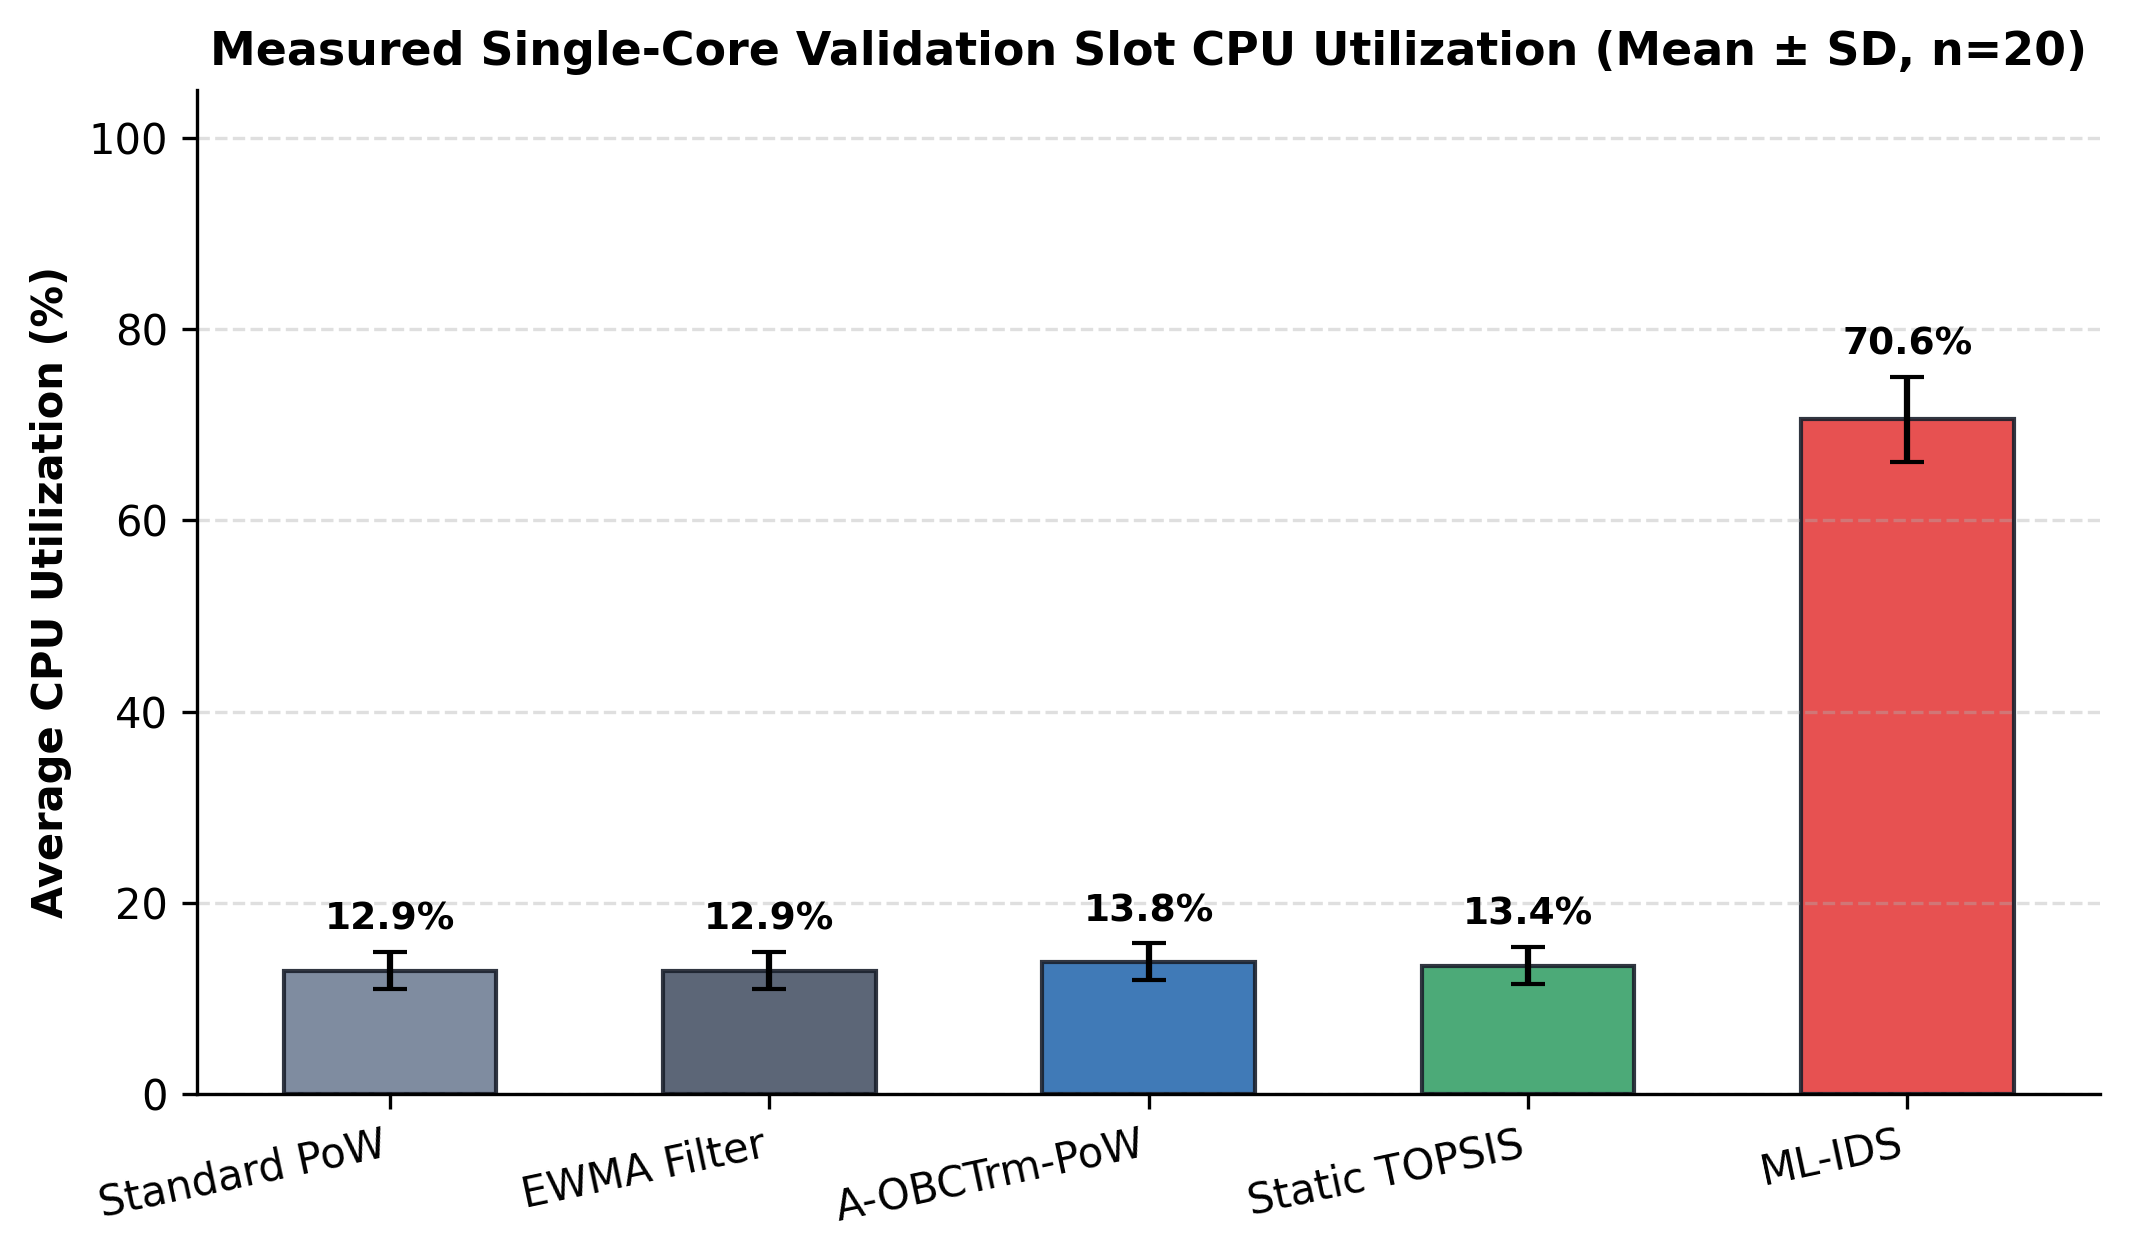 Measured Single-Core Validation Slot CPU Utilization (Mean ± SD, n=20)
Average CPU Utilization (%)
100
80
60
40
20
0
12.9%
12.9%
13.8%
13.4%
70.6%
Standard PoW
EWMA Filter
A-OBCTrm-PoW
Static TOPSIS
ML-IDS